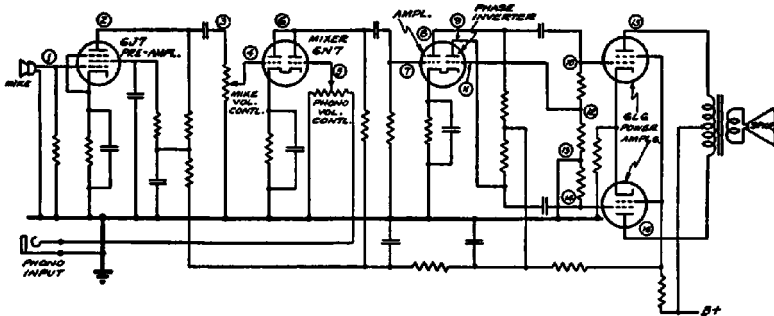 1
MIKE
2
6J7
PRE-AMPL.
3
4
MIKE
VOL.
CONTL.
6
MIXER
6N7
5
PHONO
VOL.
CONTL.
AMPL.
7
8
9
PHASE
INVERTER
11
10
12
13
14
15
6L6
POWER
AMPLS.
16
SPKR
PHONO
INPUT
B+